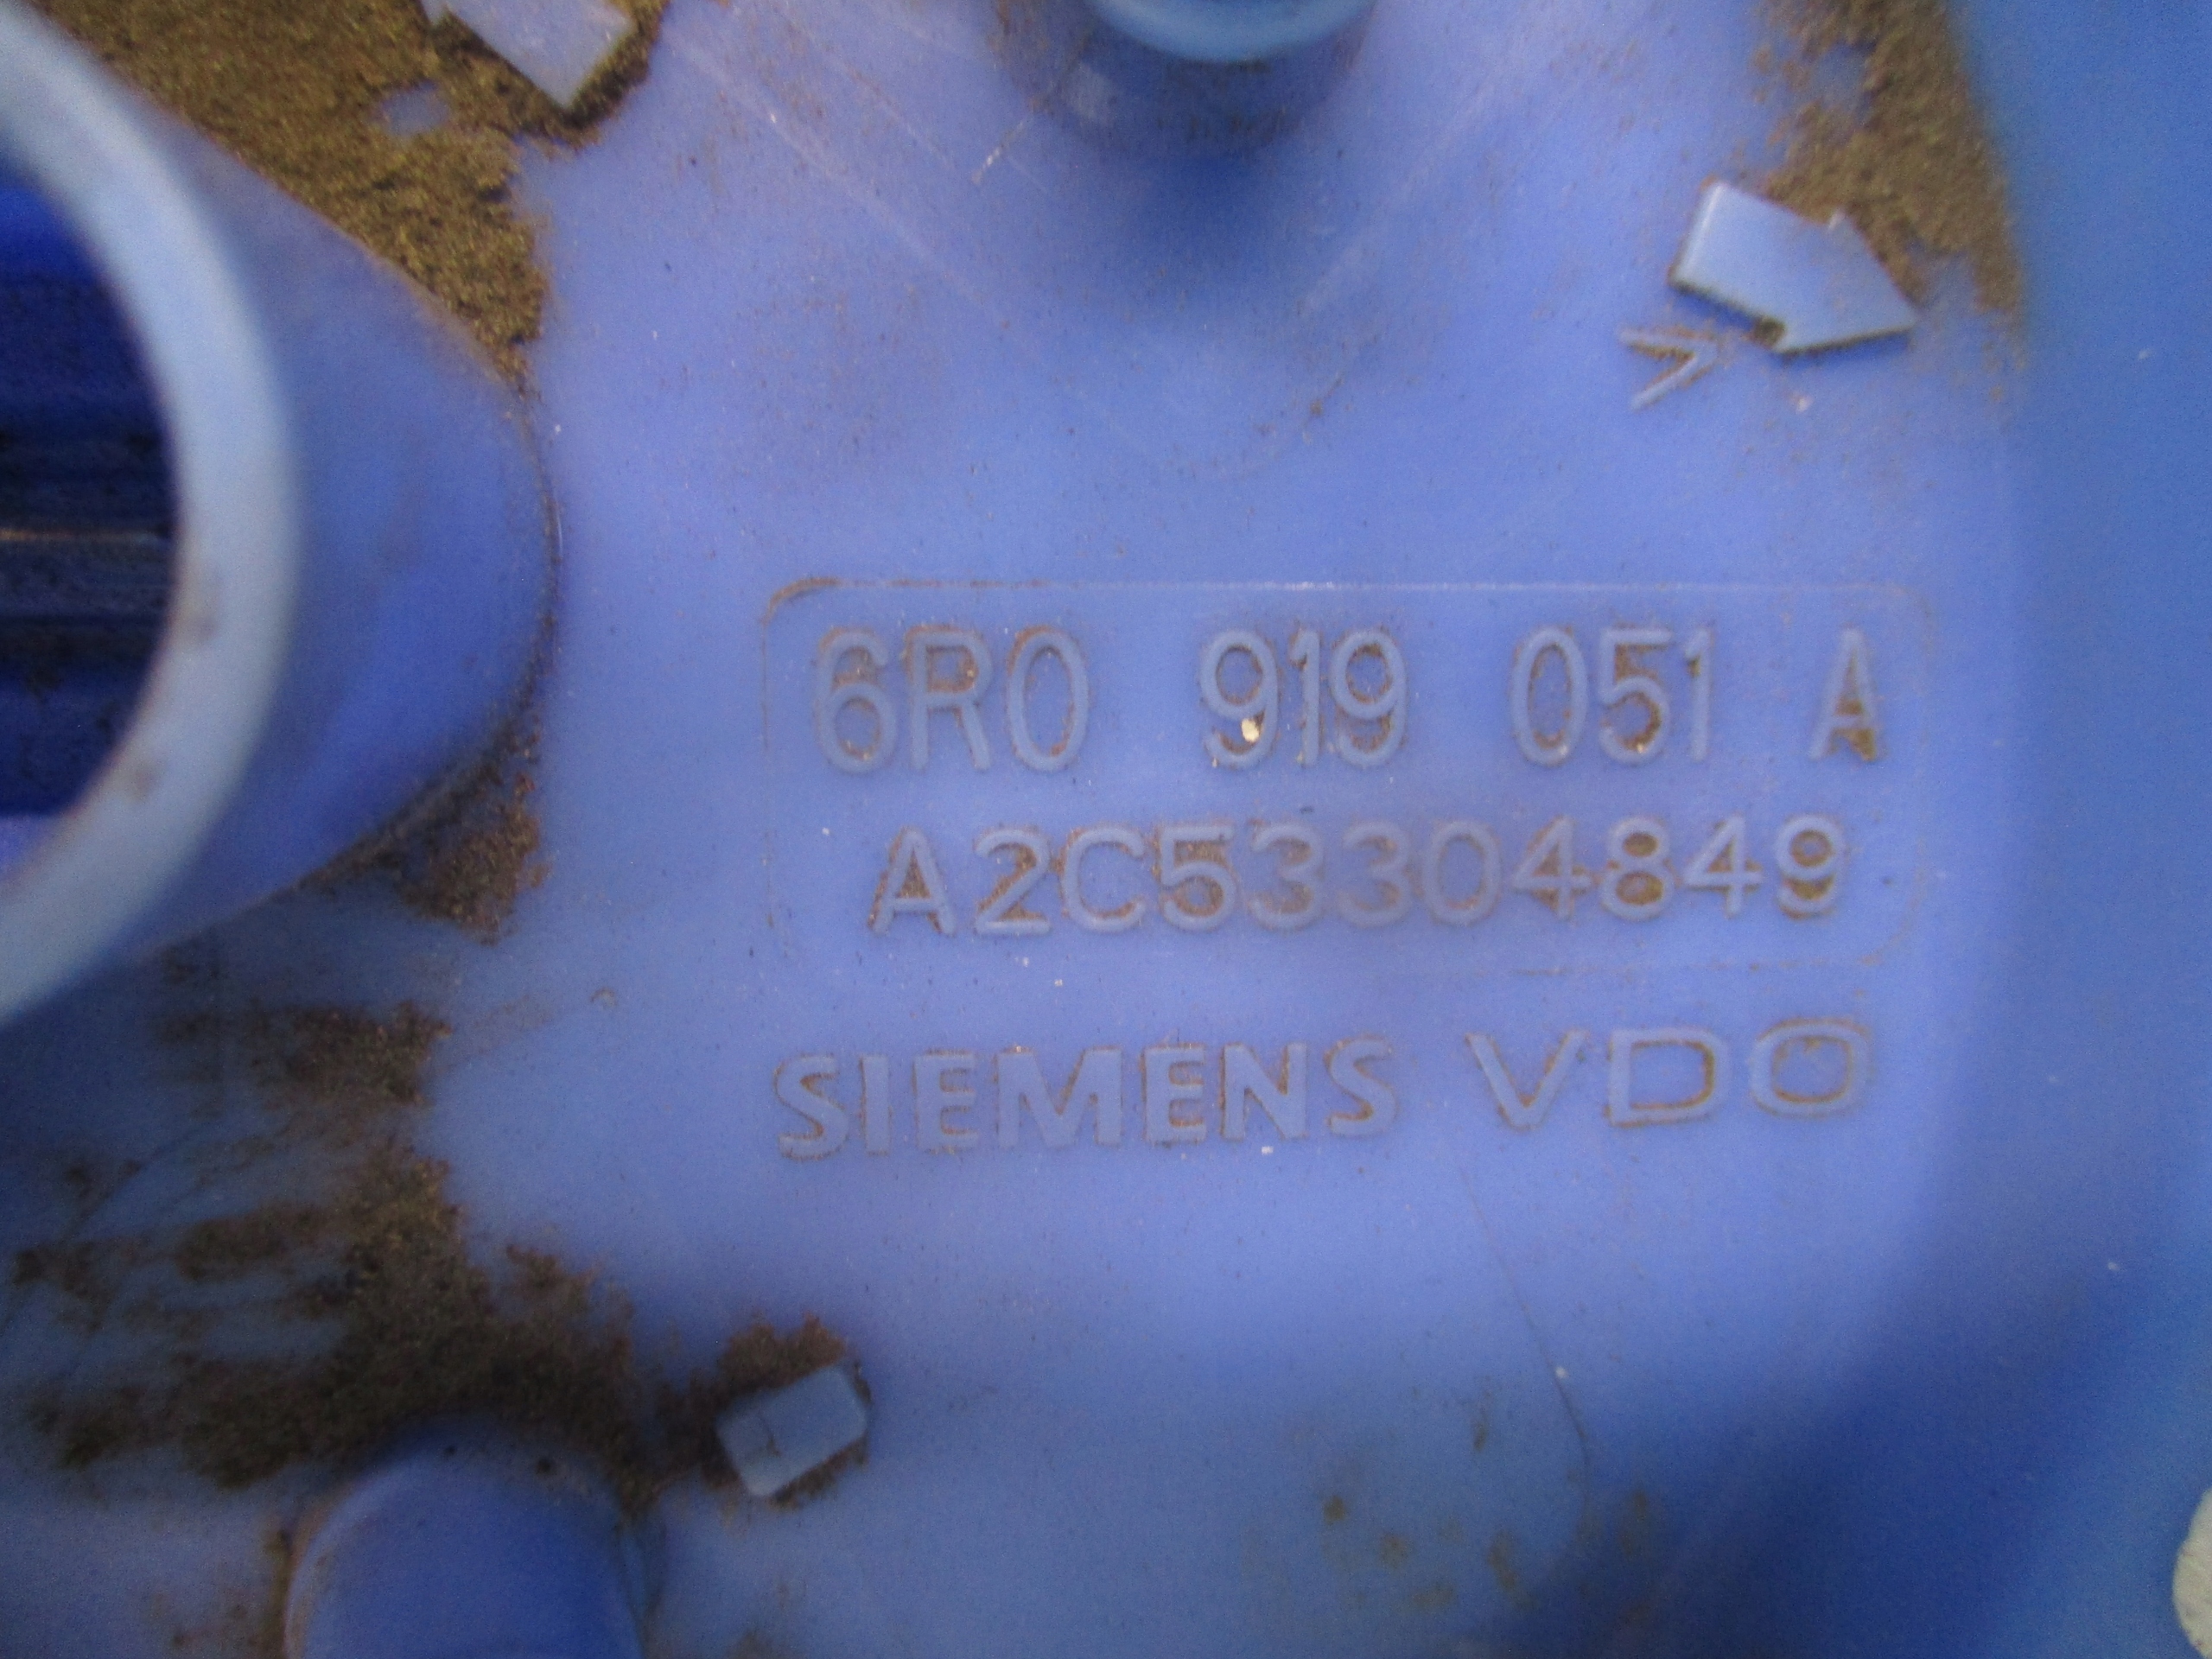 >
6R0 919 051 A
A2C53304849
SIEMENS VDO